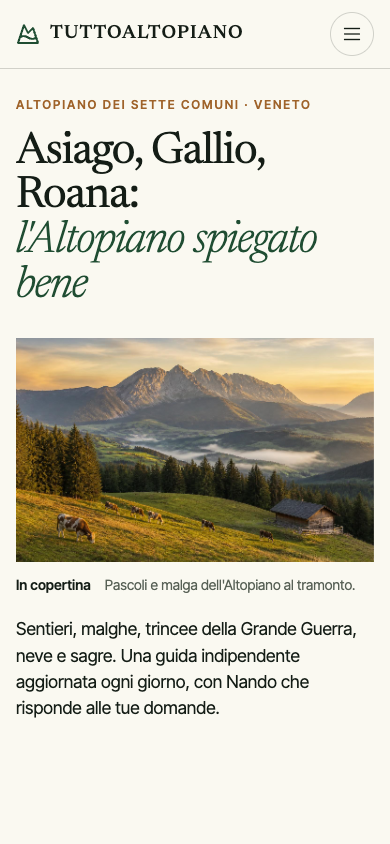 TUTTOALTOPIANO
ALTOPIANO DEI SETTE COMUNI · VENETO
Asiago, Gallio,
Roana:
l'Altopiano spiegato
bene
In copertina Pascoli e malga dell'Altopiano al tramonto.
Sentieri, malghe, trincee della Grande Guerra,
neve e sagre. Una guida indipendente
aggiornata ogni giorno, con Nando che
risponde alle tue domande.